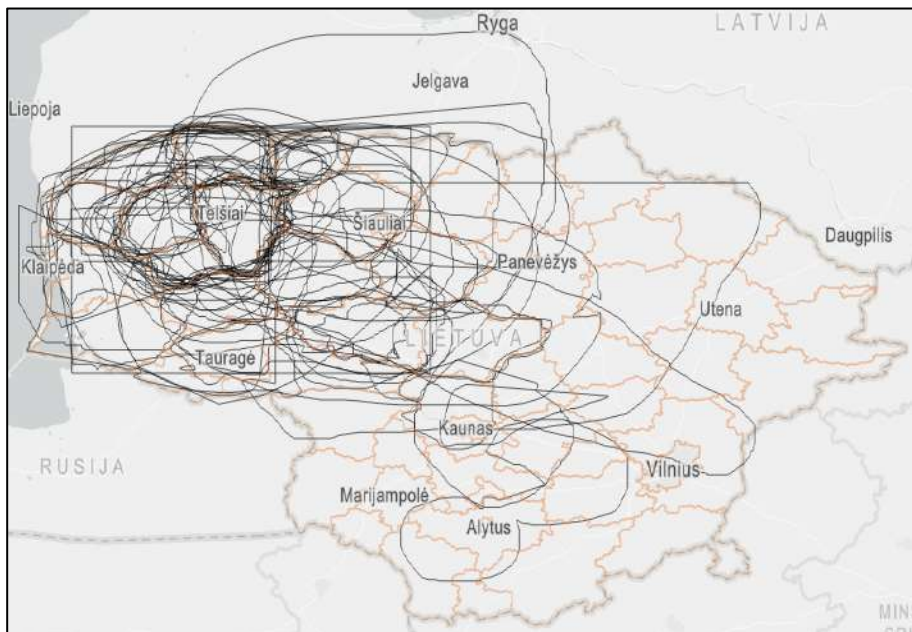 Ryga
LATVIJA
Jelgava
Liepoja
Telšiai
Šiauliai
Daugpilis
Klaipėda
Panevėžys
Utena
LIETUVA
Tauragė
Kaunas
RUSIJA
Vilnius
Marijampolė
Alytus